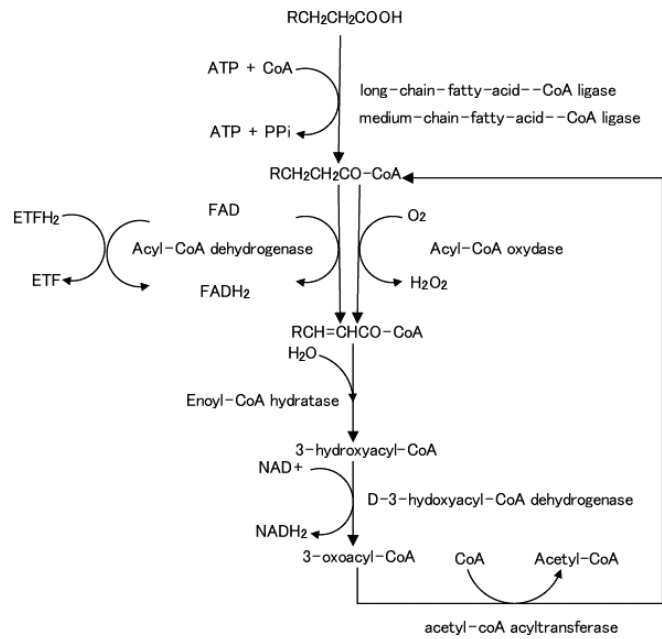 RCH2CH2COOH
ATP + CoA
long-chain-fatty-acid--CoA ligase
medium-chain-fatty-acid--CoA ligase
ATP + PPi
RCH2CH2CO-CoA
ETFH2
FAD
O2
Acyl-CoA dehydrogenase
Acyl-CoA oxydase
ETF
FADH2
H2O2
RCH=CHCO-CoA
H2O
Enoyl-CoA hydratase
3-hydroxyacyl-CoA
NAD+
D-3-hydoxyacyl-CoA dehydrogenase
NADH2
3-oxoacyl-CoA
CoA
Acetyl-CoA
acetyl-coA acyltransferase